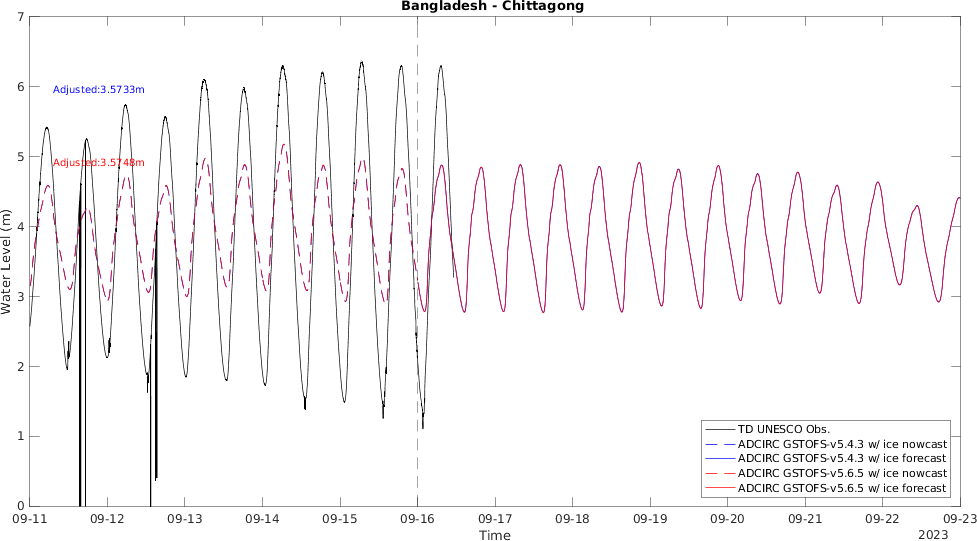 Bangladesh - Chittagong
7
6
5
4
3
2
1
0
Water Level (m)
Adjusted:3.5733m
Adjusted:3.5748m
TD UNESCO Obs.
ADCIRC GSTOFS-v5.4.3 w/ ice nowcast
ADCIRC GSTOFS-v5.4.3 w/ ice forecast
ADCIRC GSTOFS-v5.6.5 w/ ice nowcast
ADCIRC GSTOFS-v5.6.5 w/ ice forecast
09-11 09-12 09-13 09-14 09-15 09-16 09-17 09-18 09-19 09-20 09-21 09-22 09-23
Time
2023